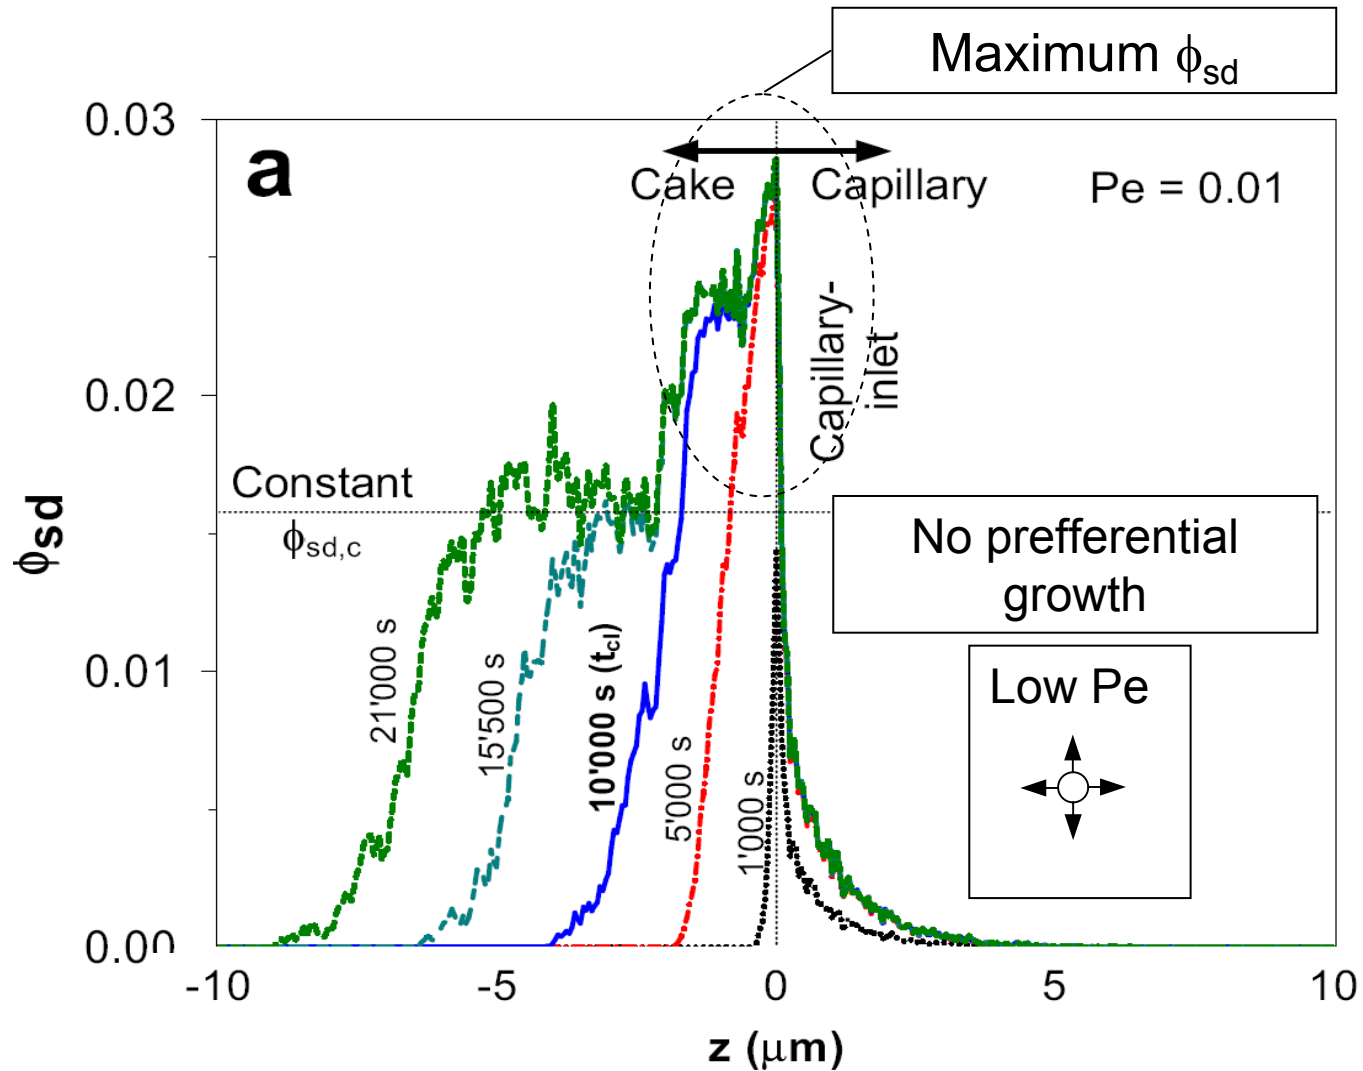 Maximum ϕsd
0.03
a
Cake
Capillary
Pe = 0.01
Capillary-
inlet
0.02
Constant
ϕsd,c
ϕsd
No prefferential
growth
Low Pe
21'000 s
15'500 s
10'000 s (tcl)
5'000 s
1'000 s
0.01
0.00
-10
-5
0
5
10
z (μm)